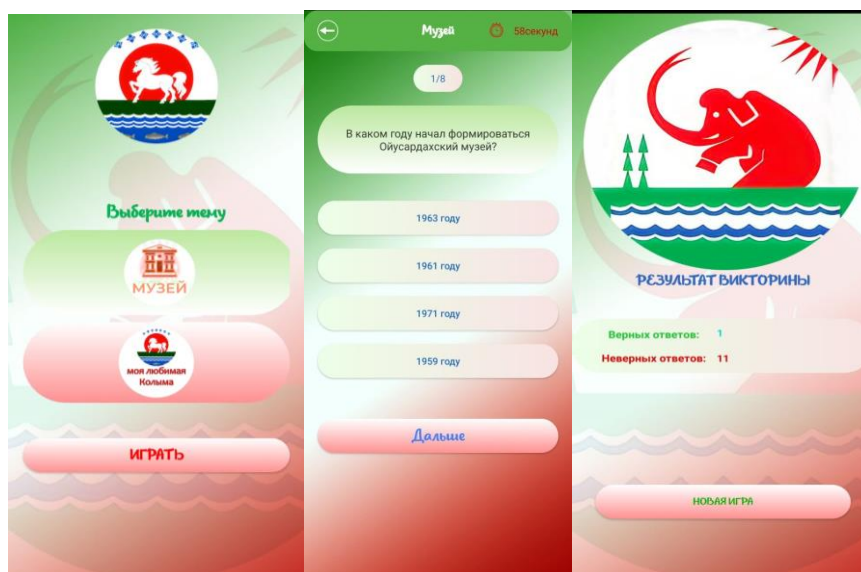 Выберите тему
МУЗЕЙ
моя любимая
Колыма
ИГРАТЬ
Музей
58секунд
1/8
В каком году начал формироваться
Ойусардахский музей?
1963 году
1961 году
1971 году
1959 году
Дальше
РЕЗУЛЬТАТ ВИКТОРИНЫ
Верных ответов: 1
Неверных ответов: 11
НОВАЯ ИГРА